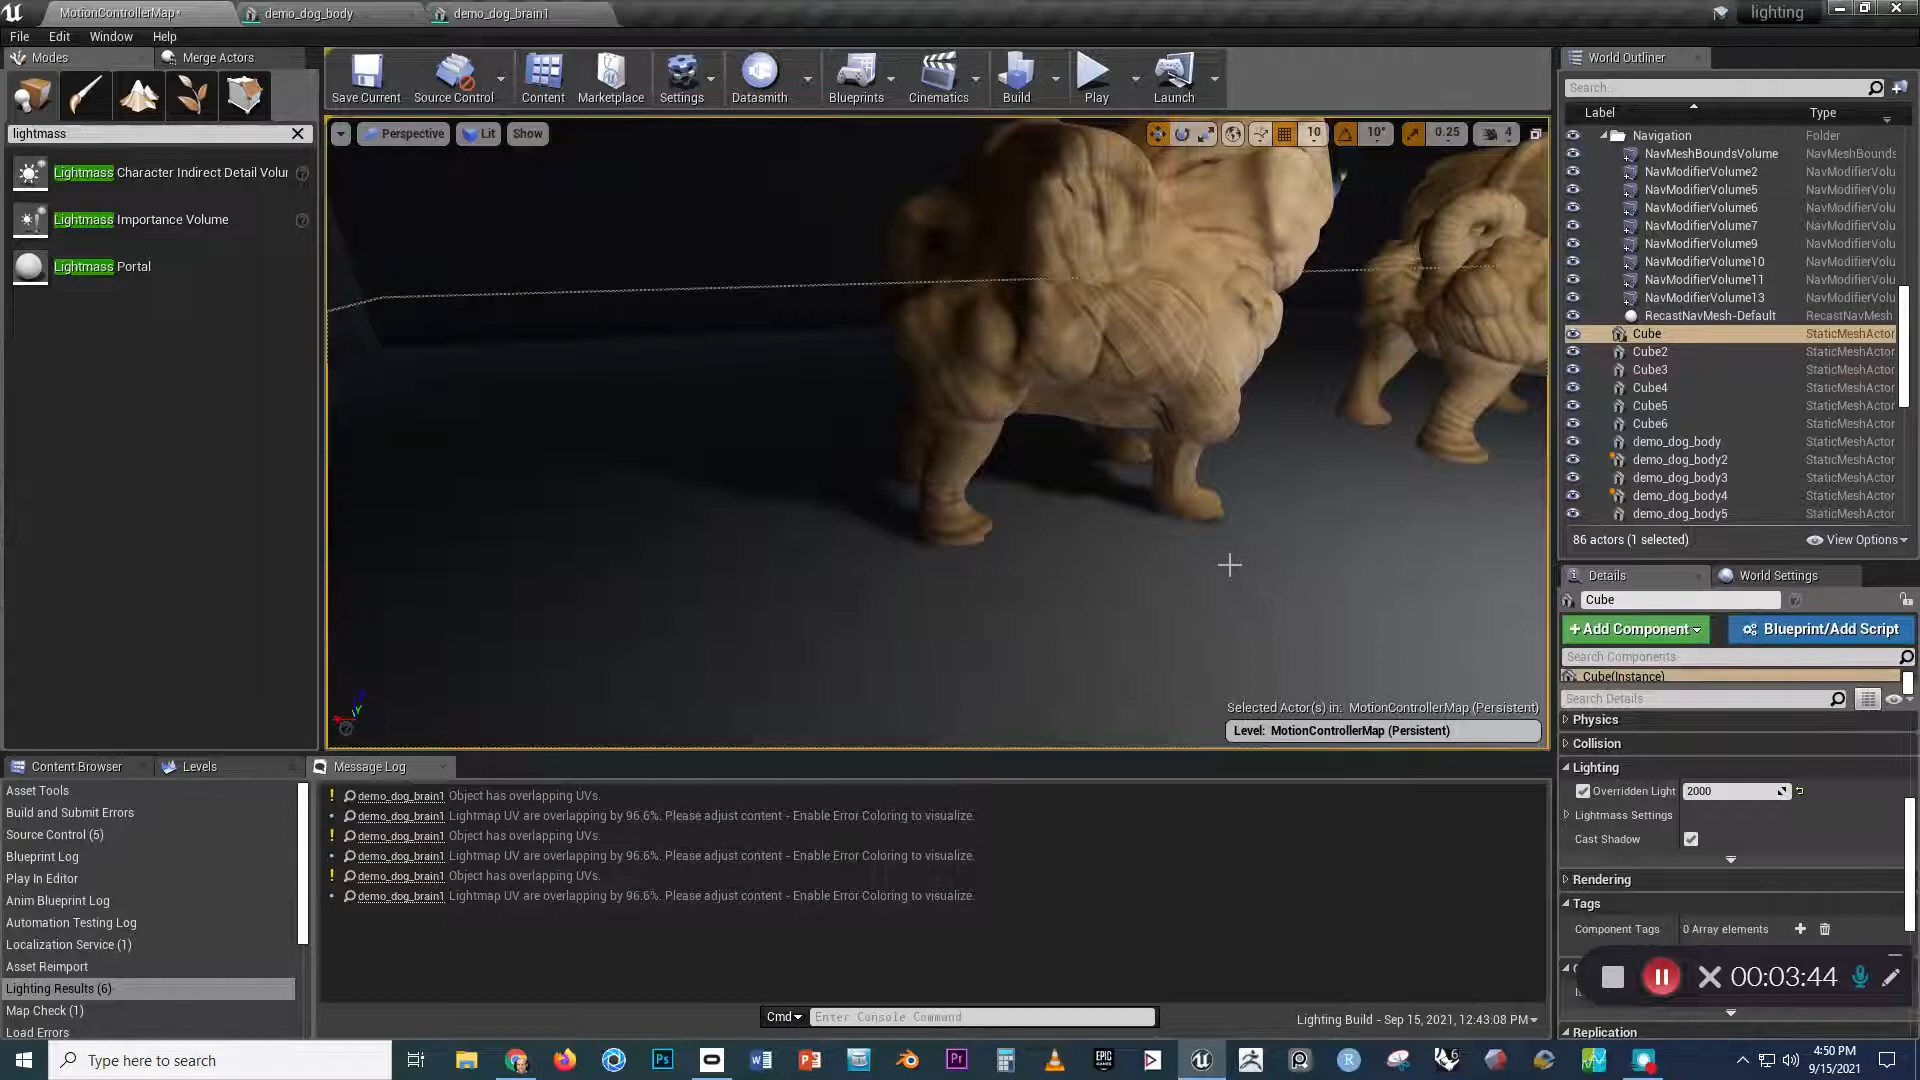 MotionControllerMap*
demo_dog_body
demo_dog_brain1
lighting
File Edit Window Help
Modes
Merge Actors
lightmass
Lightmass Character Indirect Detail Volu
Lightmass Importance Volume
Lightmass Portal
Save Current
Source Control
Content
Marketplace
Settings
Datasmith
Blueprints
Cinematics
Build
Play
Launch
Perspective
Lit
Show
10
10°
0.25
4
Selected Actor(s) in: MotionControllerMap (Persistent)
Level: MotionControllerMap (Persistent)
World Outliner
Search...
Label Type
Navigation Folder
NavMeshBoundsVolume NavMeshBounds
NavModifierVolume2 NavModifierVolu
NavModifierVolume5 NavModifierVolu
NavModifierVolume6 NavModifierVolu
NavModifierVolume7 NavModifierVolu
NavModifierVolume9 NavModifierVolu
NavModifierVolume10 NavModifierVolu
NavModifierVolume11 NavModifierVolu
NavModifierVolume13 NavModifierVolu
RecastNavMesh-Default RecastNavMesh
Cube StaticMeshActor
Cube2 StaticMeshActor
Cube3 StaticMeshActor
Cube4 StaticMeshActor
Cube5 StaticMeshActor
Cube6 StaticMeshActor
demo_dog_body StaticMeshActor
demo_dog_body2 StaticMeshActor
demo_dog_body3 StaticMeshActor
demo_dog_body4 StaticMeshActor
demo_dog_body5 StaticMeshActor
86 actors (1 selected)
View Options
Details
World Settings
Cube
+Add Component
Blueprint/Add Script
Search Components
Cube(Instance)
Search Details
Physics
Collision
Lighting
Overridden Light 2000
Lightmass Settings
Cast Shadow
Rendering
Tags
Component Tags 0 Array elements
00:03:44
Replication
Content Browser
Levels
Message Log
Asset Tools
Build and Submit Errors
Source Control (5)
Blueprint Log
Play In Editor
Anim Blueprint Log
Automation Testing Log
Localization Service (1)
Asset Reimport
Lighting Results (6)
Map Check (1)
Load Errors
demo_dog_brain1 Object has overlapping UVs.
demo_dog_brain1 Lightmap UV are overlapping by 96.6%. Please adjust content - Enable Error Coloring to visualize.
demo_dog_brain1 Object has overlapping UVs.
demo_dog_brain1 Lightmap UV are overlapping by 96.6%. Please adjust content - Enable Error Coloring to visualize.
demo_dog_brain1 Object has overlapping UVs.
demo_dog_brain1 Lightmap UV are overlapping by 96.6%. Please adjust content - Enable Error Coloring to visualize.
Cmd
Enter Console Command
Lighting Build - Sep 15, 2021, 12:43:08 PM
Type here to search
4:50 PM
9/15/2021